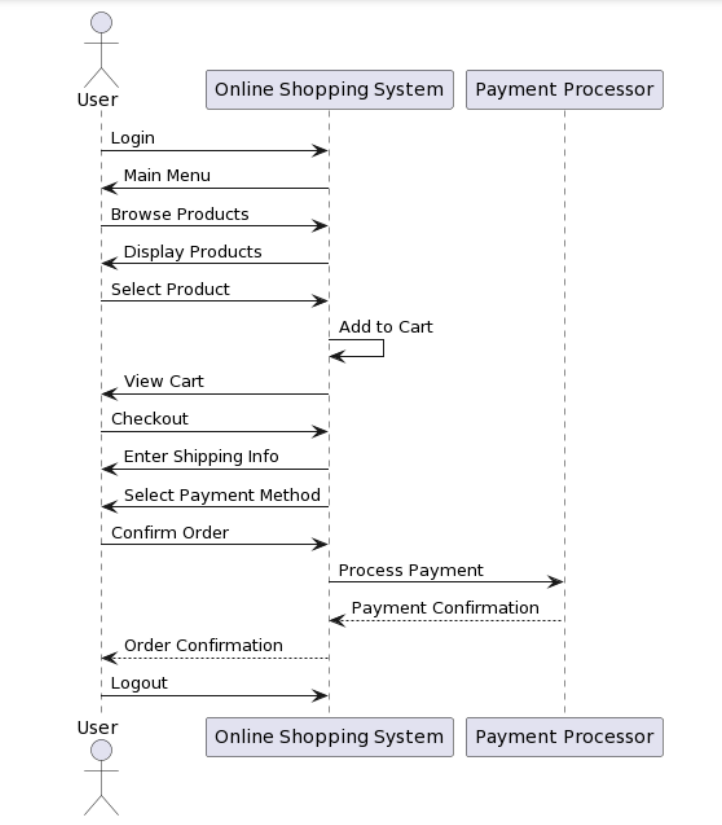 User
Online Shopping System
Payment Processor
Login
Main Menu
Browse Products
Display Products
Select Product
Add to Cart
View Cart
Checkout
Enter Shipping Info
Select Payment Method
Confirm Order
Process Payment
Payment Confirmation
Order Confirmation
Logout
User
Online Shopping System
Payment Processor